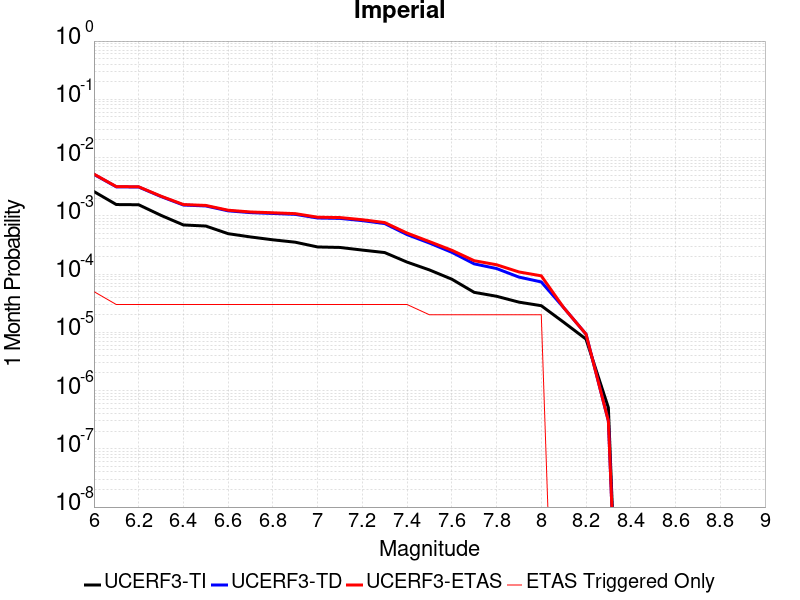 Imperial
10^0
10^-1
10^-2
10^-3
10^-4
10^-5
10^-6
10^-7
10^-8
1 Month Probability
6 6.2 6.4 6.6 6.8 7 7.2 7.4 7.6 7.8 8 8.2 8.4 8.6 8.8 9
Magnitude
UCERF3-TI UCERF3-TD UCERF3-ETAS ETAS Triggered Only